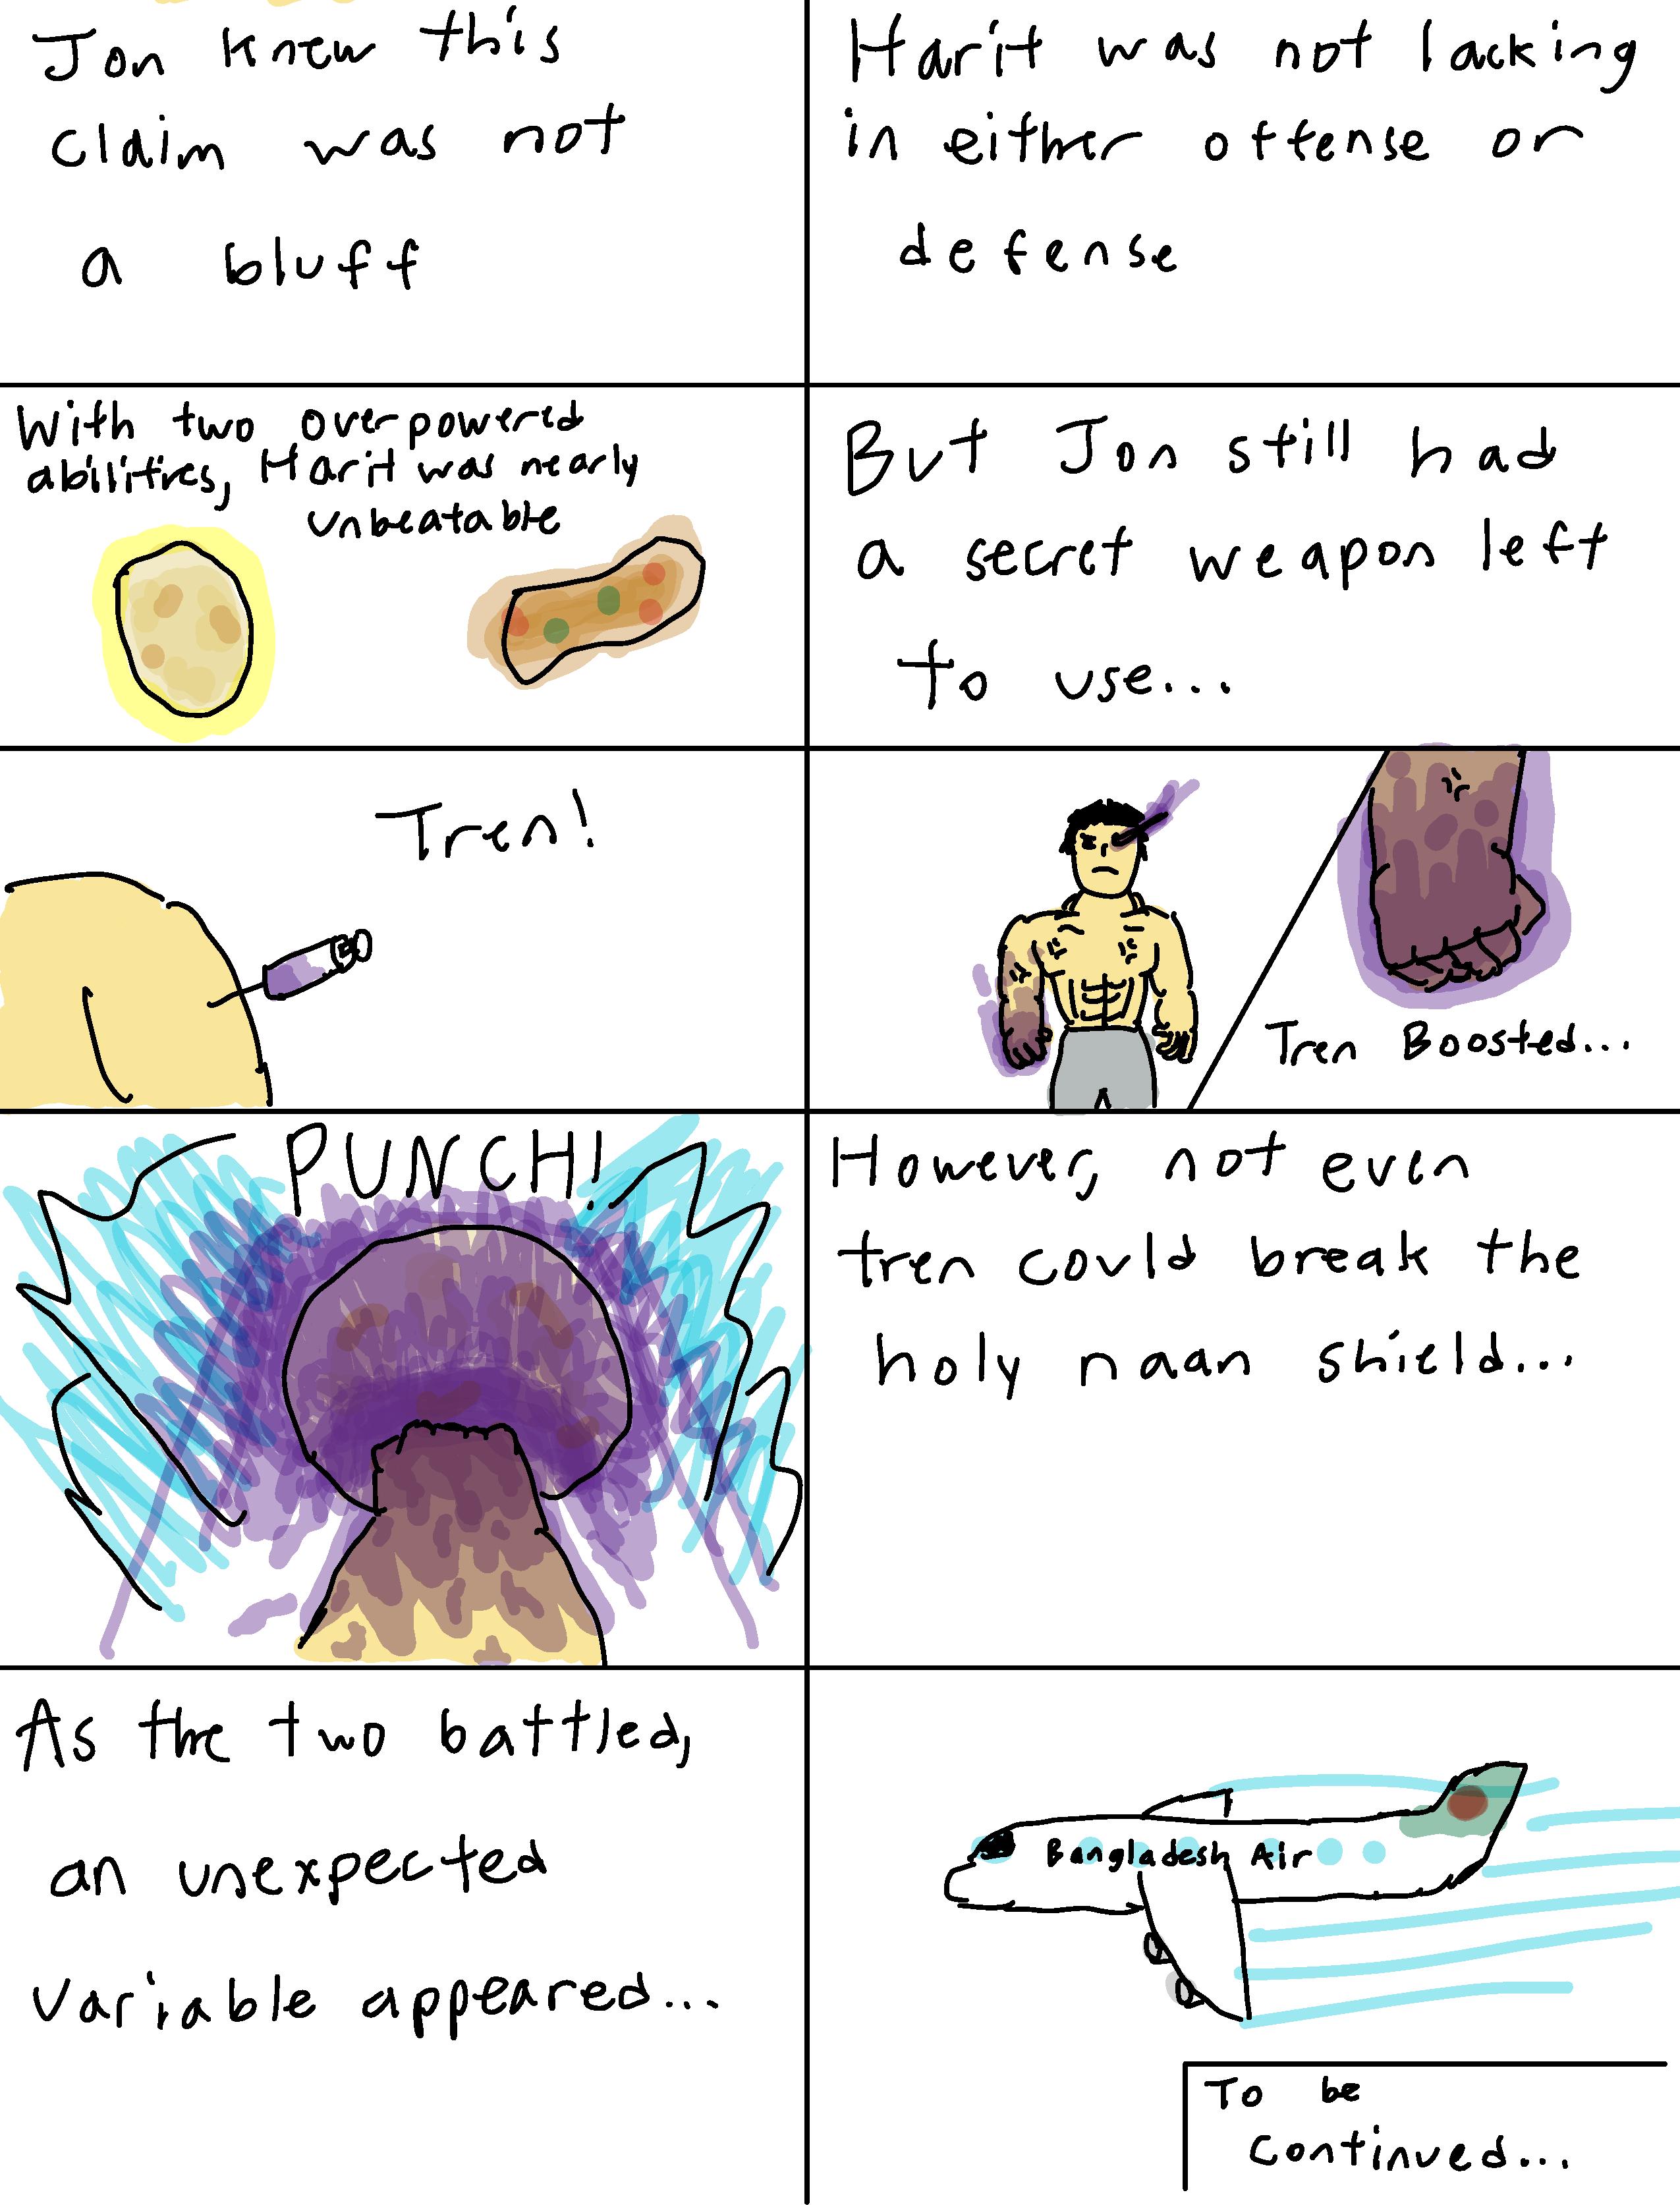 Jon knew this
claim was not
a bluff
Harit was not lacking
in either offense or
defense
With two overpowered
abilitires, Harit was nearly
unbeatable
But Jon still had
a secret weapon left
to use...
Tren!
Tren Boosted...
PUNCH!
However, not even
tren could break the
holy naan shield...
As the two battled,
an unexpected
variable appeared...
Bangladesh Air
To be
continued...